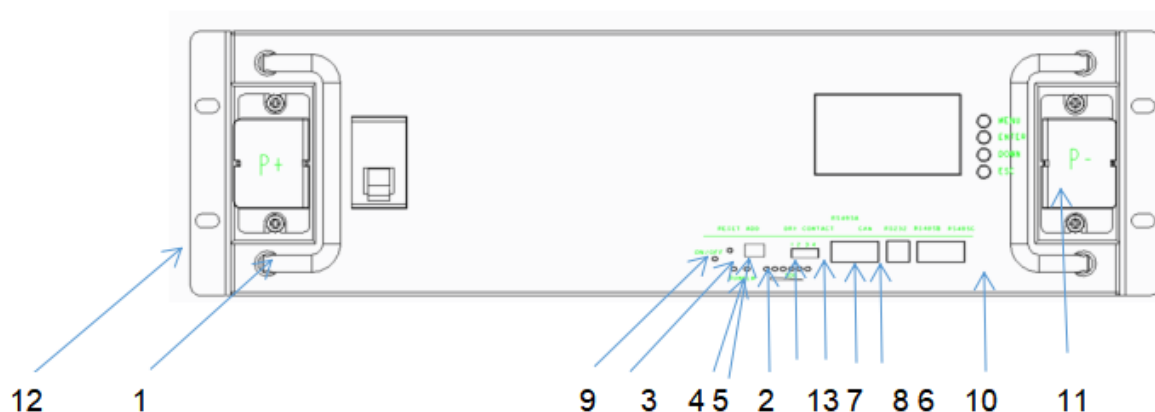 MENU
ENTER
DOWN
ESC
P+
P-
RS485A
RESET ADD DRY CONTACT CAN RS232 RS485B RS485C
ON/OFF
12 1 9 3 4 5 2 13 7 8 6 10 11